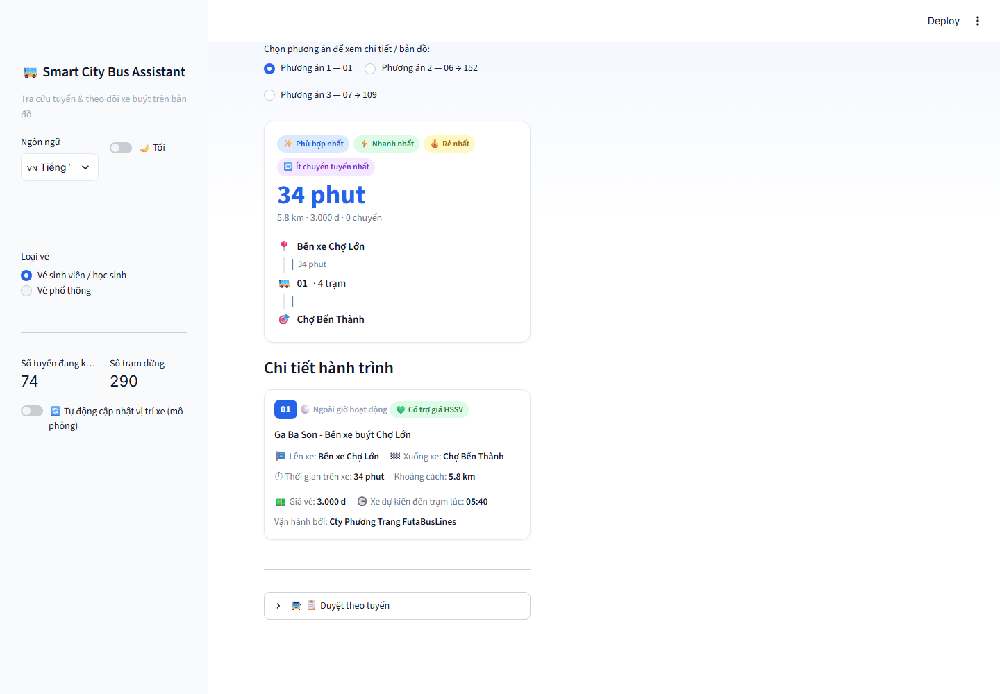 Deploy
Smart City Bus Assistant
Tra cứu tuyến & theo dõi xe buýt trên bản
đồ
Ngôn ngữ
Tối
VN Tiếng
Loại vé
Vé sinh viên / học sinh
Vé phổ thông
Số tuyến đang k...
Số trạm dừng
74
290
Tự động cập nhật vị trí xe (mô
phỏng)
Chọn phương án để xem chi tiết / bản đồ:
Phương án 1 — 01
Phương án 2 — 06 → 152
Phương án 3 — 07 → 109
Phù hợp nhất
Nhanh nhất
Rẻ nhất
Ít chuyển tuyến nhất
34 phut
5.8 km · 3.000 d · 0 chuyển
Bến xe Chợ Lớn
34 phut
01 · 4 trạm
Chợ Bến Thành
Chi tiết hành trình
01 Ngoài giờ hoạt động Có trợ giá HSSV
Ga Ba Son - Bến xe buýt Chợ Lớn
Lên xe: Bến xe Chợ Lớn Xuống xe: Chợ Bến Thành
Thời gian trên xe: 34 phut Khoảng cách: 5.8 km
Giá vé: 3.000 d Xe dự kiến đến trạm lúc: 05:40
Vận hành bởi: Cty Phương Trang FutaBusLines
Duyệt theo tuyến